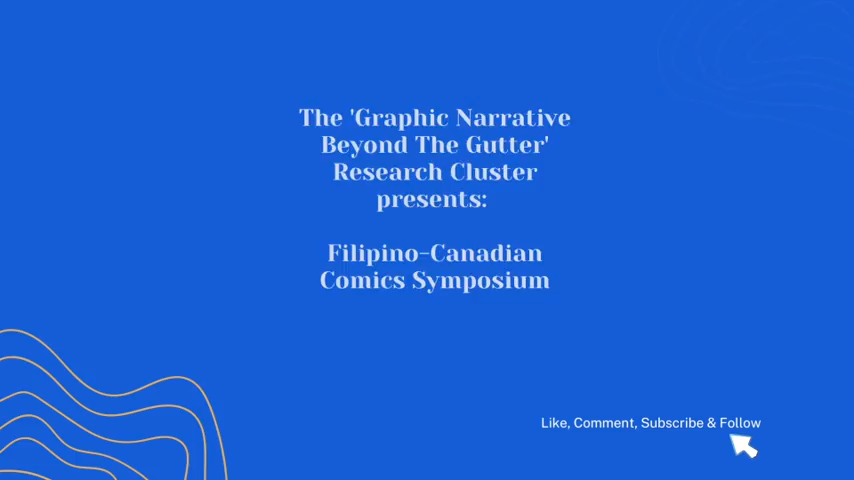 The 'Graphic Narrative
Beyond The Gutter'
Research Cluster
presents:
Filipino-Canadian
Comics Symposium
Like, Comment, Subscribe & Follow